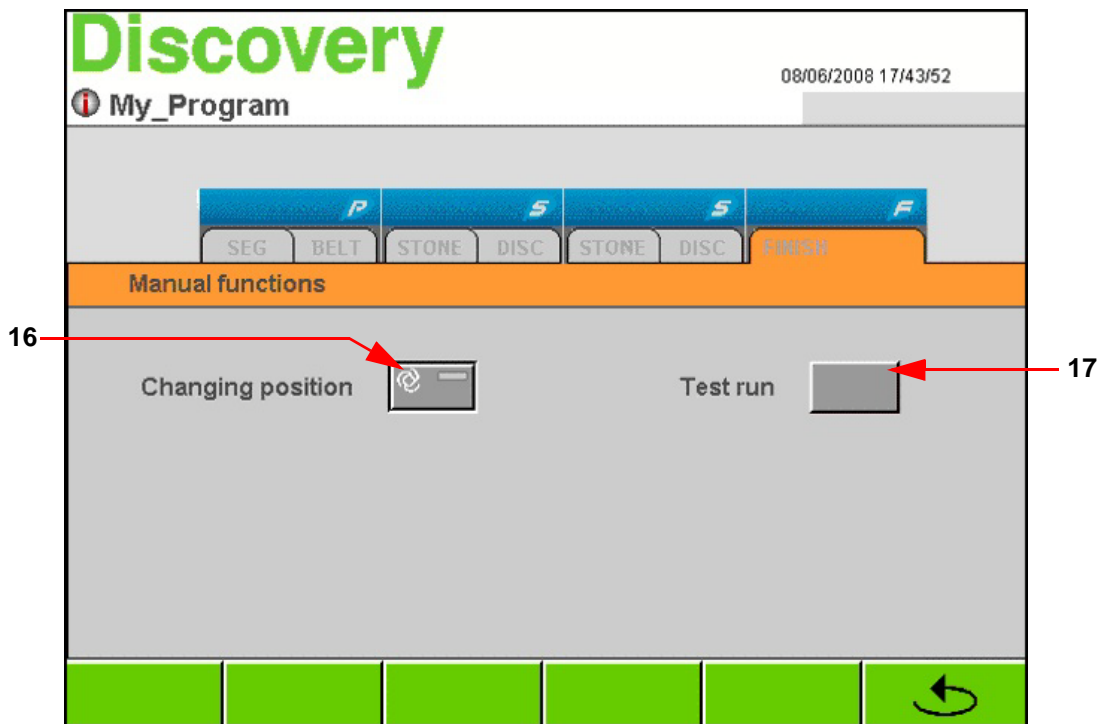 Discovery
08/06/2008 17/43/52
My_Program
P S S F
SEG BELT STONE DISC STONE DISC FINISH
Manual functions
16
17
Changing position
Test run